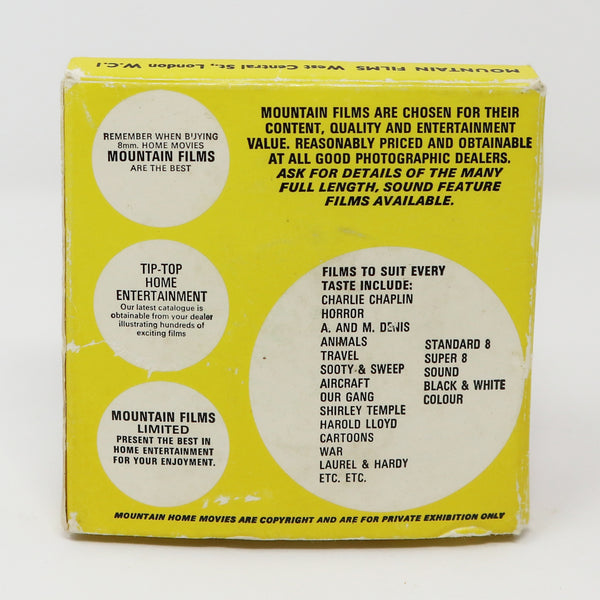 MOUNTAIN FILMS West Central St., London W.C.1
REMEMBER WHEN BUYING
8mm. HOME MOVIES
MOUNTAIN FILMS
ARE THE BEST
MOUNTAIN FILMS ARE CHOSEN FOR THEIR
CONTENT, QUALITY AND ENTERTAINMENT
VALUE. REASONABLY PRICED AND OBTAINABLE
AT ALL GOOD PHOTOGRAPHIC DEALERS.
ASK FOR DETAILS OF THE MANY
FULL LENGTH, SOUND FEATURE
FILMS AVAILABLE.
TIP-TOP
HOME
ENTERTAINMENT
Our latest catalogue is
obtainable from your dealer
illustrating hundreds of
exciting films
MOUNTAIN FILMS
LIMITED
PRESENT THE BEST IN
HOME ENTERTAINMENT
FOR YOUR ENJOYMENT.
FILMS TO SUIT EVERY
TASTE INCLUDE:
CHARLIE CHAPLIN
HORROR
A. AND M. DENIS
ANIMALS
TRAVEL
SOOTY & SWEEP
AIRCRAFT
OUR GANG
SHIRLEY TEMPLE
HAROLD LLOYD
CARTOONS
WAR
LAUREL & HARDY
ETC. ETC.
STANDARD 8
SUPER 8
SOUND
BLACK & WHITE
COLOUR
MOUNTAIN HOME MOVIES ARE COPYRIGHT AND ARE FOR PRIVATE EXHIBITION ONLY